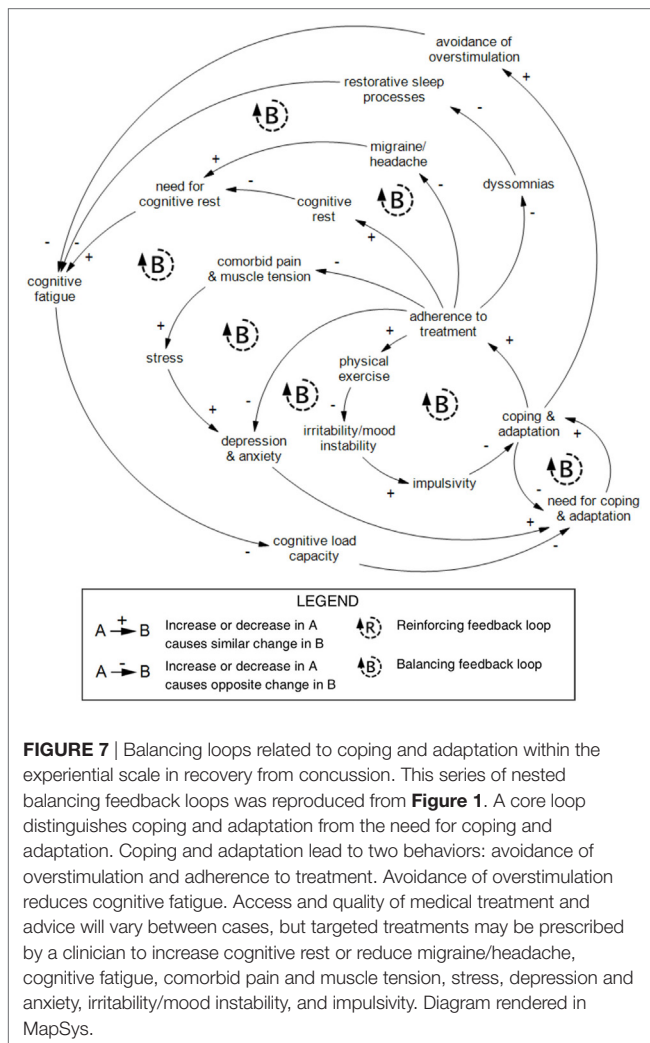 avoidance of
overstimulation
+
restorative sleep
processes
-
B
migraine/
headache
dyssomnias
+
-
need for
cognitive rest
-
cognitive
rest
B
-
-
-
+
+
B
comorbid pain
& muscle tension
-
cognitive
fatigue
adherence to
treatment
+
stress
B
+
physical
exercise
+
B
-
B
coping &
adaptation
+
-
irritability/mood
instability
-
+
depression
& anxiety
+
impulsivity
B
-
need for coping
& adaptation
+
cognitive load
capacity
-
-
LEGEND
A + B Increase or decrease in A
causes similar change in B
R Reinforcing feedback loop
A - B Increase or decrease in A
causes opposite change in B
B Balancing feedback loop
FIGURE 7 | Balancing loops related to coping and adaptation within the
experiential scale in recovery from concussion. This series of nested
balancing feedback loops was reproduced from Figure 1. A core loop
distinguishes coping and adaptation from the need for coping and
adaptation. Coping and adaptation lead to two behaviors: avoidance of
overstimulation and adherence to treatment. Avoidance of overstimulation
reduces cognitive fatigue. Access and quality of medical treatment and
advice will vary between cases, but targeted treatments may be prescribed
by a clinician to increase cognitive rest or reduce migraine/headache,
cognitive fatigue, comorbid pain and muscle tension, stress, depression and
anxiety, irritability/mood instability, and impulsivity. Diagram rendered in
MapSys.